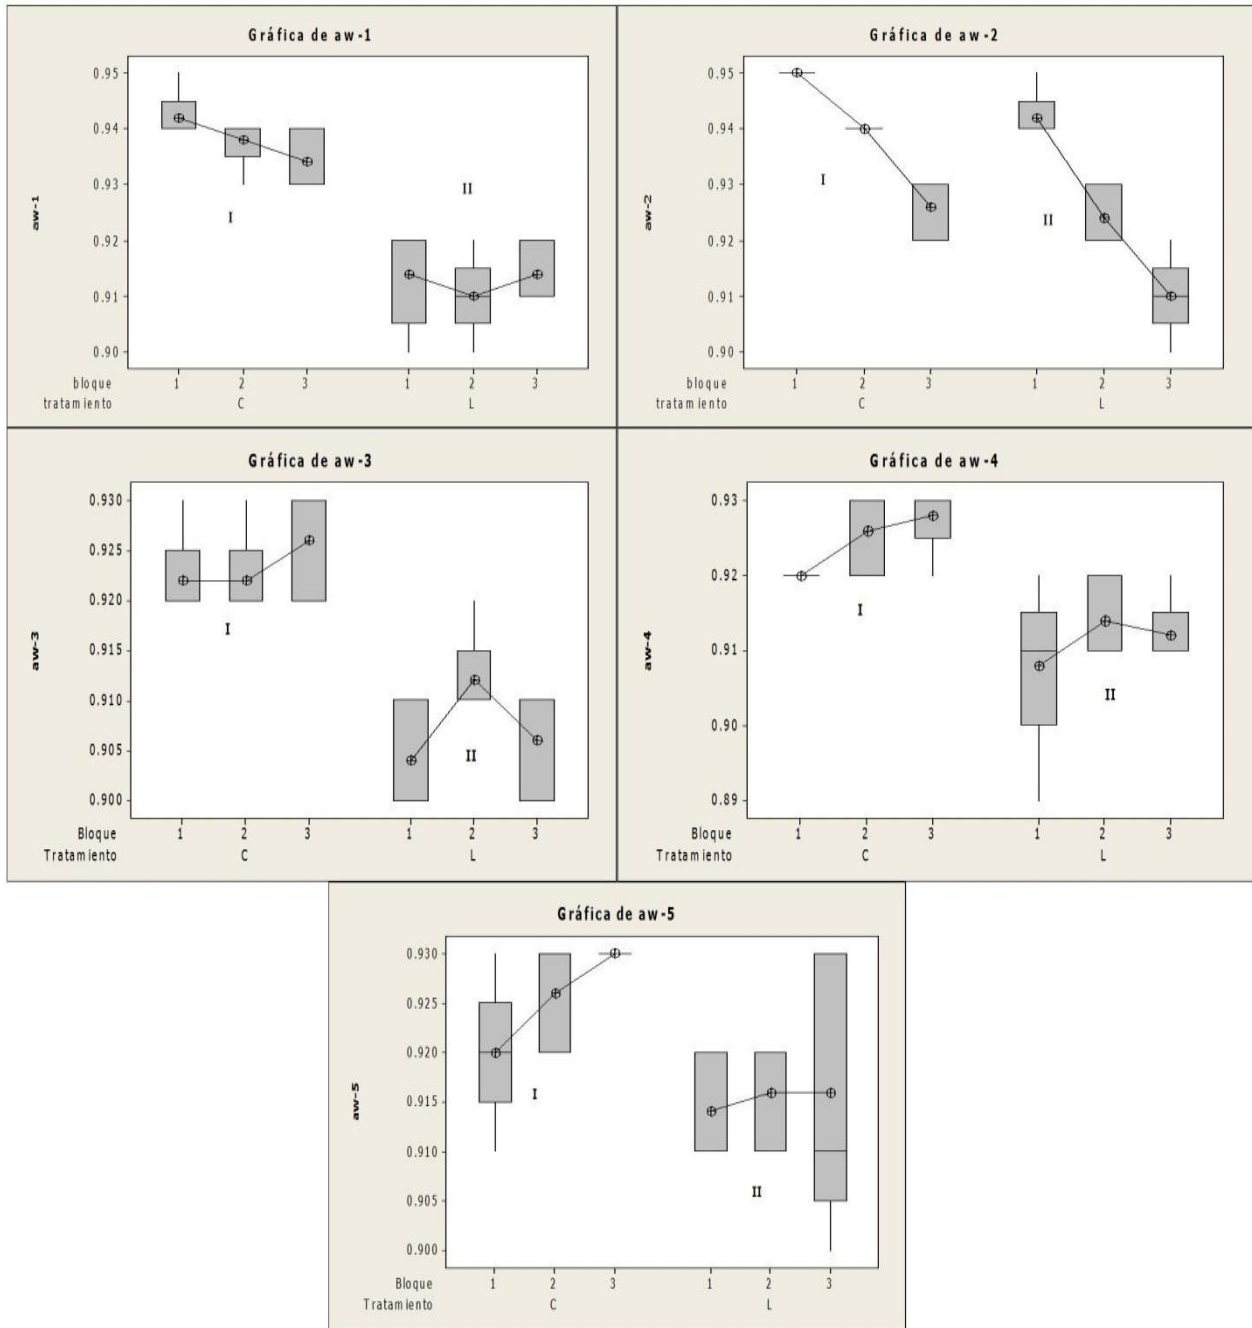 Gráfica de aw-1
aw-1
0.95
0.94
0.93
0.92
0.91
0.90
I
II
bloque 1 2 3 1 2 3
tratamiento C L
Gráfica de aw-2
aw-2
0.95
0.94
0.93
0.92
0.91
0.90
I
II
bloque 1 2 3 1 2 3
tratamiento C L
Gráfica de aw-3
aw-3
0.930
0.925
0.920
0.915
0.910
0.905
0.900
I
II
Bloque 1 2 3 1 2 3
Tratamiento C L
Gráfica de aw-4
aw-4
0.93
0.92
0.91
0.90
0.89
I
II
Bloque 1 2 3 1 2 3
Tratamiento C L
Gráfica de aw-5
aw-5
0.930
0.925
0.920
0.915
0.910
0.905
0.900
I
II
Bloque 1 2 3 1 2 3
Tratamiento C L